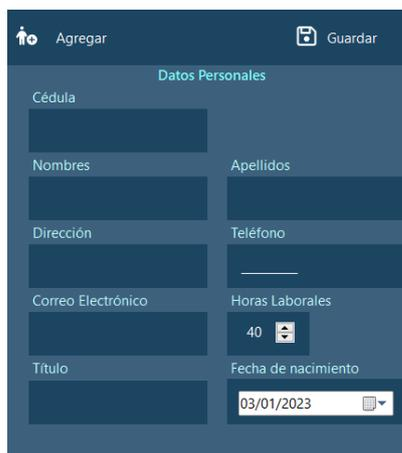 Agregar Guardar
Datos Personales
Cédula
Nombres Apellidos
Dirección Teléfono
Correo Electrónico Horas Laborales
40
Título Fecha de nacimiento
03/01/2023